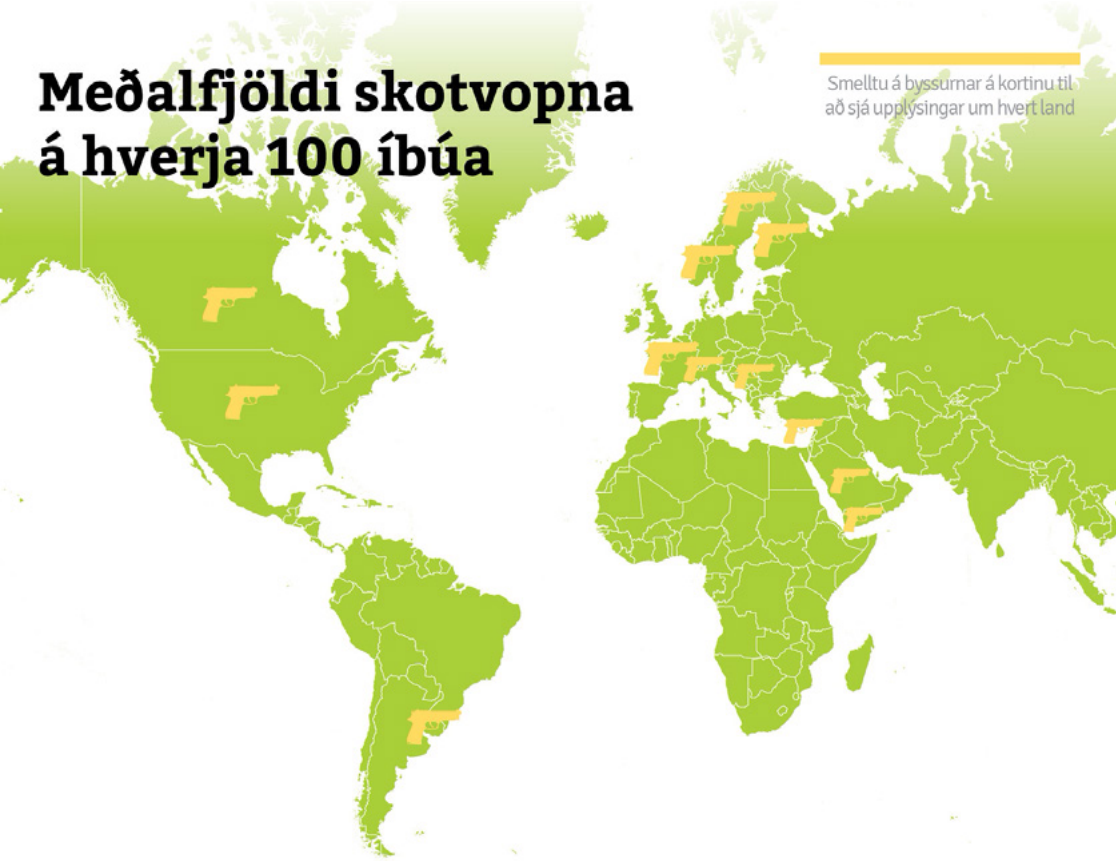 Meðalfjöldi skotvopna
á hverja 100 íbúa
Smelltu á byssurnar á kortinu til
að sjá upplýsingar um hvert land